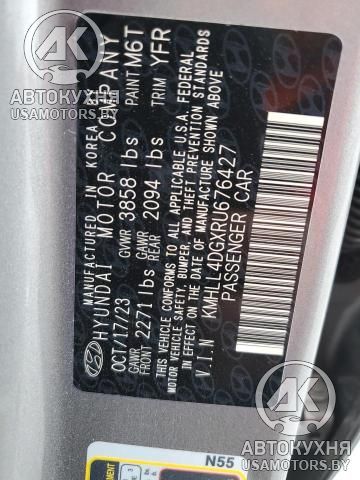 MANUFACTURED IN KOREA BY
HYUNDAI MOTOR COMPANY
OCT/17/23 GVWR 3858 lbs PAINT M6T
GAWR FRONT 2271 lbs GAWR REAR 2094 lbs TRIM YFR
THIS VEHICLE CONFORMS TO ALL APPLICABLE U.S.A. FEDERAL
MOTOR VEHICLE SAFETY, BUMPER, AND THEFT PREVENTION STANDARDS
IN EFFECT ON THE DATE OF MANUFACTURE SHOWN ABOVE
V.I.N KMHLL4DGXRU676427
PASSENGER CAR
N55
АВТОКУХНЯ
USAMOTORS.BY
АВТОКУХНЯ
USAMOTORS.BY